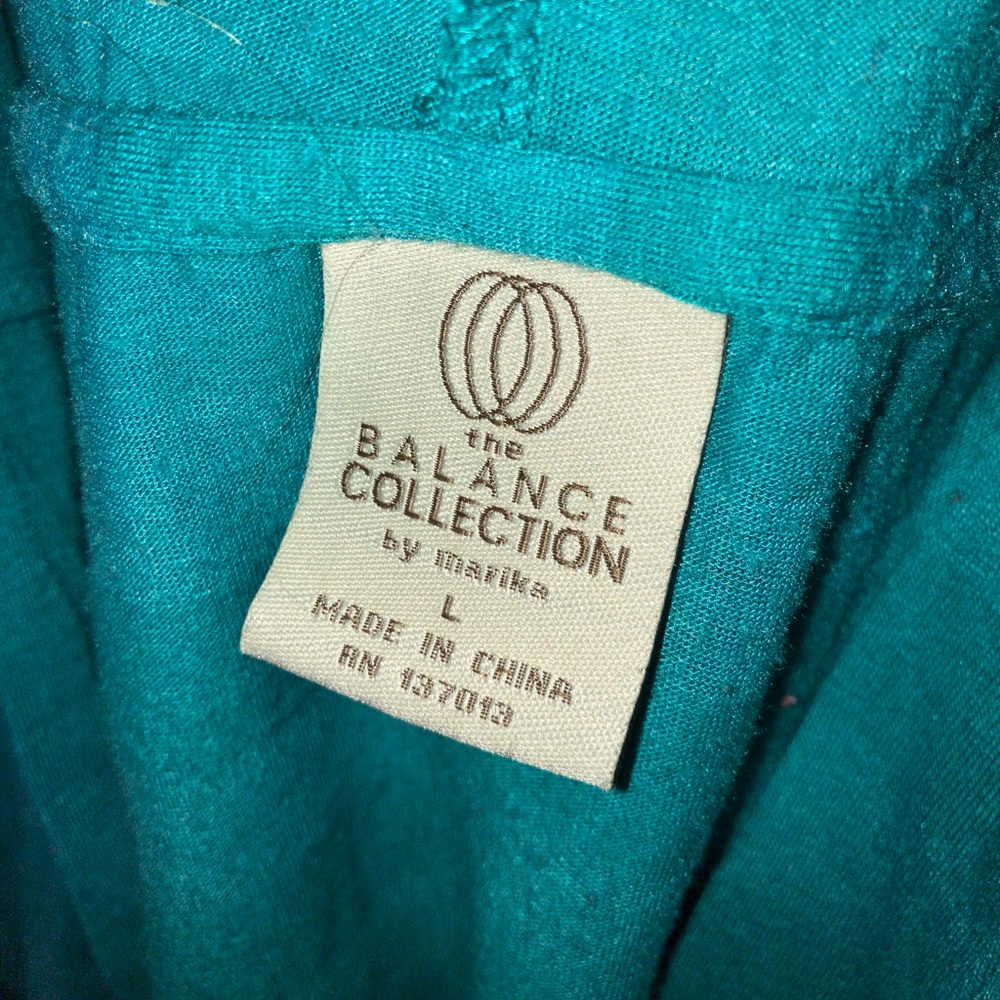 the
BALANCE
COLLECTION
by marika
L
MADE IN CHINA
RN 137013